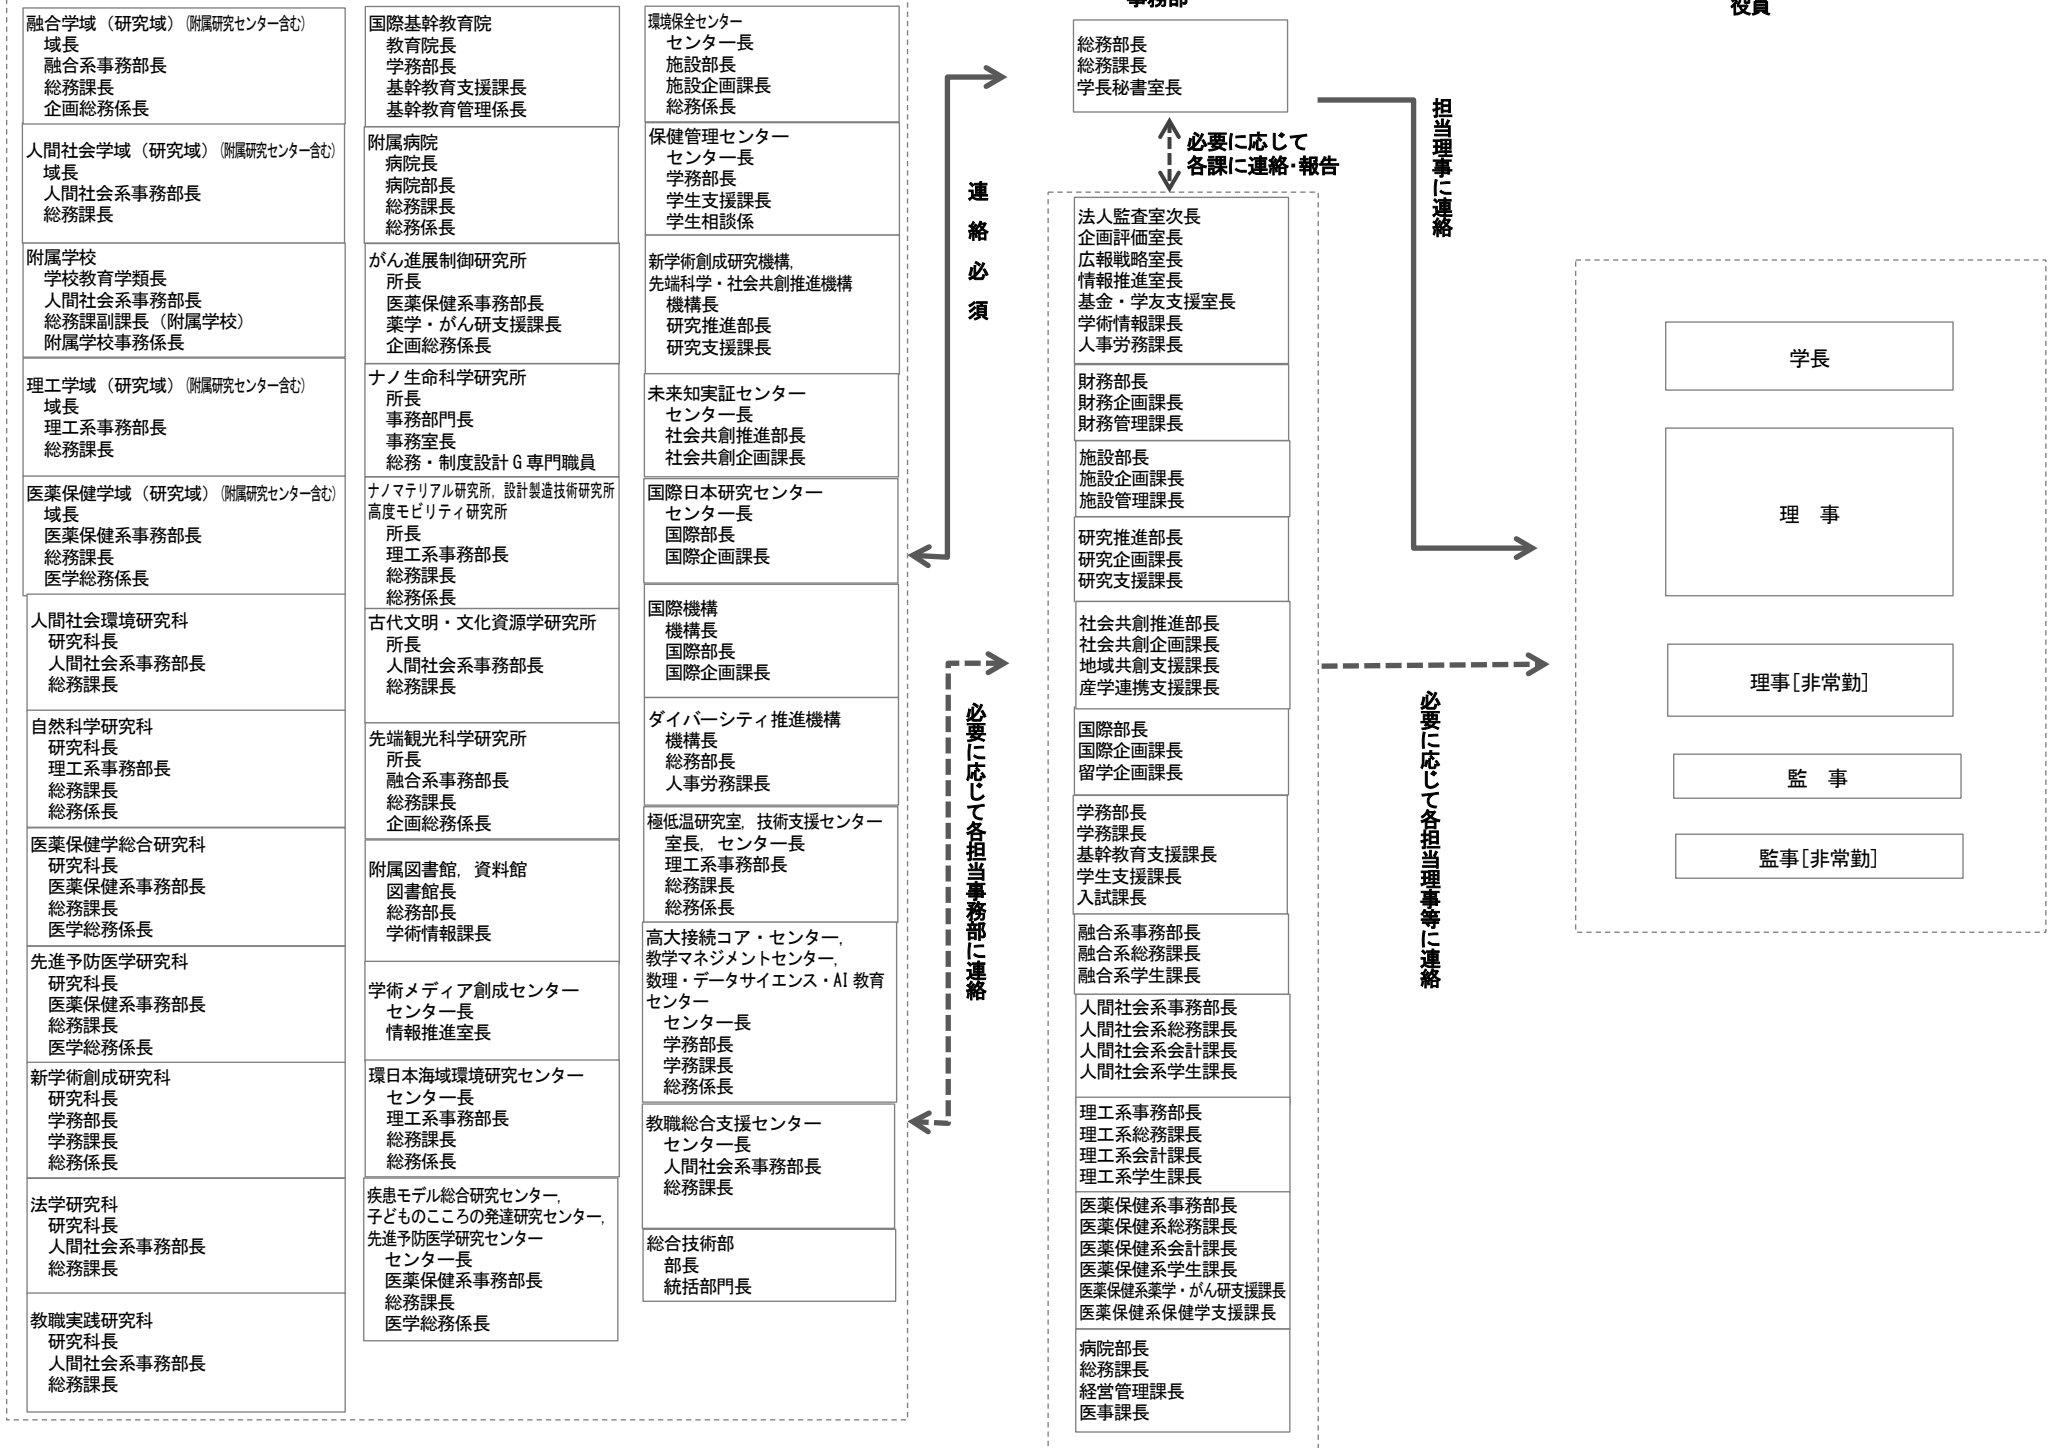 融合学域（研究域）（附属研究センター含む）
域長
融合系事務部長
総務課長
企画総務係長
人間社会学域（研究域）（附属研究センター含む）
域長
人間社会系事務部長
総務課長
附属学校
学校教育学類長
人間社会系事務部長
総務課副課長（附属学校）
附属学校事務係長
理工学域（研究域）（附属研究センター含む）
域長
理工系事務部長
総務課長
医薬保健学域（研究域）（附属研究センター含む）
域長
医薬保健系事務部長
総務課長
医学総務係長
人間社会環境研究科
研究科長
人間社会系事務部長
総務課長
自然科学研究科
研究科長
理工系事務部長
総務課長
総務係長
医薬保健学総合研究科
研究科長
医薬保健系事務部長
総務課長
医学総務係長
先進予防医学研究科
研究科長
医薬保健系事務部長
総務課長
医学総務係長
新学術創成研究科
研究科長
学務部長
学務課長
総務係長
法学研究科
研究科長
人間社会系事務部長
総務課長
教職実践研究科
研究科長
人間社会系事務部長
総務課長
国際基幹教育院
教育院長
学務部長
基幹教育支援課長
基幹教育管理係長
附属病院
病院長
病院部長
総務課長
総務係長
がん進展制御研究所
所長
医薬保健系事務部長
薬学・がん研支援課長
企画総務係長
ナノ生命科学研究所
所長
事務部門長
事務室長
総務・制度設計G専門職員
ナノマテリアル研究所，設計製造技術研究所
高度モビリティ研究所
所長
理工系事務部長
総務課長
総務係長
古代文明・文化資源学研究所
所長
人間社会系事務部長
総務課長
先端観光科学研究所
所長
融合系事務部長
総務課長
企画総務係長
附属図書館，資料館
図書館長
総務部長
学術情報課長
学術メディア創成センター
センター長
情報推進室長
環日本海域環境研究センター
センター長
理工系事務部長
総務課長
総務係長
疾患モデル総合研究センター，
子どものこころの発達研究センター，
先進予防医学研究センター
センター長
医薬保健系事務部長
総務課長
医学総務係長
環境保全センター
センター長
施設部長
施設企画課長
総務係長
保健管理センター
センター長
学務部長
学生支援課長
学生相談係
新学術創成研究機構，
先端科学・社会共創推進機構
機構長
研究推進部長
研究支援課長
未来知実証センター
センター長
社会共創推進部長
社会共創企画課長
国際日本研究センター
センター長
国際部長
国際企画課長
国際機構
機構長
国際部長
国際企画課長
ダイバーシティ推進機構
機構長
総務部長
人事労務課長
極低温研究室，技術支援センター
室長，センター長
理工系事務部長
総務課長
総務係長
高大接続コア・センター，
教学マネジメントセンター，
数理・データサイエンス・AI教育
センター
センター長
学務部長
学務課長
総務係長
教職総合支援センター
センター長
人間社会系事務部長
総務課長
総合技術部
部長
統括部門長
連絡必須
必要に応じて各担当事務部に連絡
事務部
総務部長
総務課長
学長秘書室長
必要に応じて
各課に連絡・報告
法人監査室次長
企画評価室長
広報戦略室長
情報推進室長
基金・学友支援室長
学術情報課長
人事労務課長
財務部長
財務企画課長
財務管理課長
施設部長
施設企画課長
施設管理課長
研究推進部長
研究企画課長
研究支援課長
社会共創推進部長
社会共創企画課長
地域共創支援課長
産学連携支援課長
国際部長
国際企画課長
留学企画課長
学務部長
学務課長
基幹教育支援課長
学生支援課長
入試課長
融合系事務部長
融合系総務課長
融合系学生課長
人間社会系事務部長
人間社会系総務課長
人間社会系会計課長
人間社会系学生課長
理工系事務部長
理工系総務課長
理工系会計課長
理工系学生課長
医薬保健系事務部長
医薬保健系総務課長
医薬保健系会計課長
医薬保健系学生課長
医薬保健系薬学・がん研支援課長
医薬保健系保健学支援課長
病院部長
総務課長
経営管理課長
医事課長
担当理事に連絡
必要に応じて各担当理事等に連絡
役員
学長
理　事
理事[非常勤]
監　事
監事[非常勤]